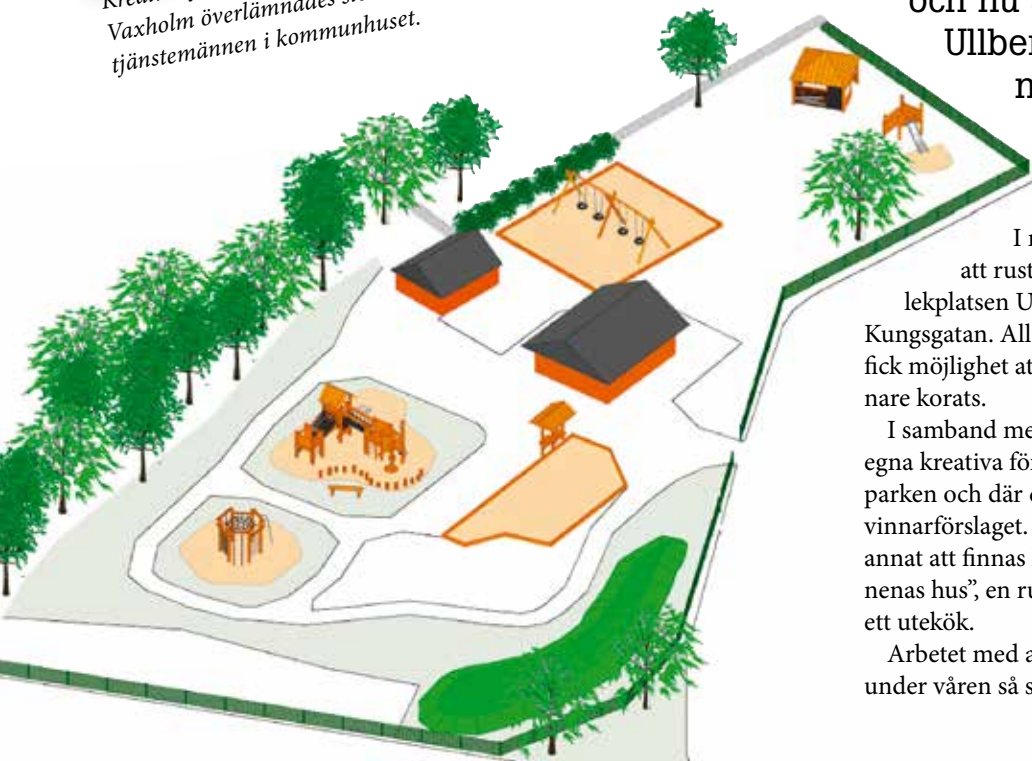 Vaxholm överlämnades
tjänstemännen i kommunhuset.
och nu
I
att rust
lekplatsen U
Kungsgatan. All
fick möjlighet at
nare korats.
I samband me
egna kreativa för
parken och där
vinnarförslaget.
annat att finnas
nenas hus”, en ru
ett utekök.
Arbetet med a
under våren så s